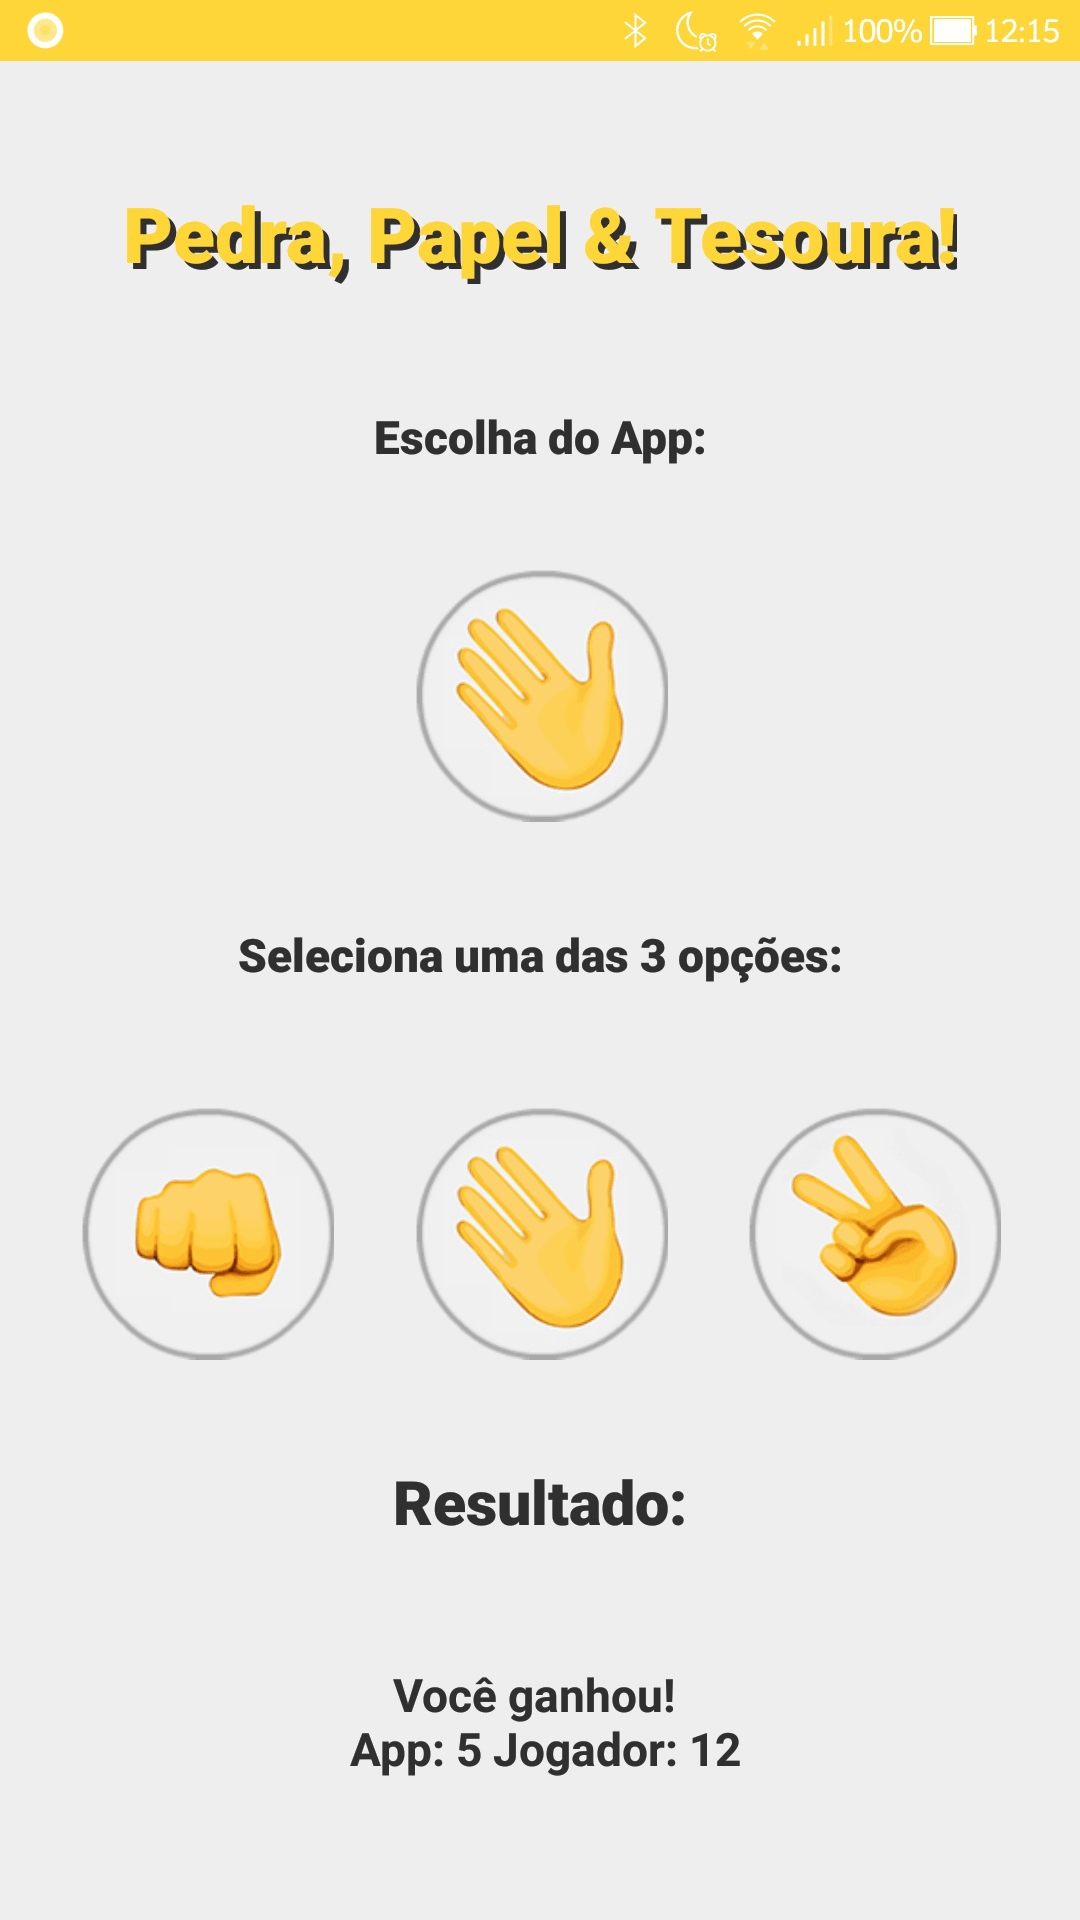 100% 12:15
Pedra, Papel & Tesoura!
Escolha do App:
Seleciona uma das 3 opções:
Resultado:
Você ganhou!
App: 5 Jogador: 12